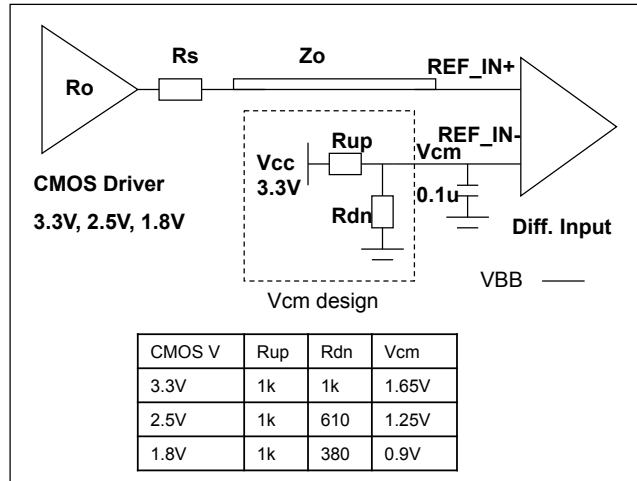 Rs
Zo
REF_IN+
Ro
REF_IN-
Rup
Vcm
Vcc
3.3V
0.1u
CMOS Driver
Rdn
3.3V, 2.5V, 1.8V
Diff. Input
VBB
Vcm design
CMOS V Rup Rdn Vcm
3.3V 1k 1k 1.65V
2.5V 1k 610 1.25V
1.8V 1k 380 0.9V